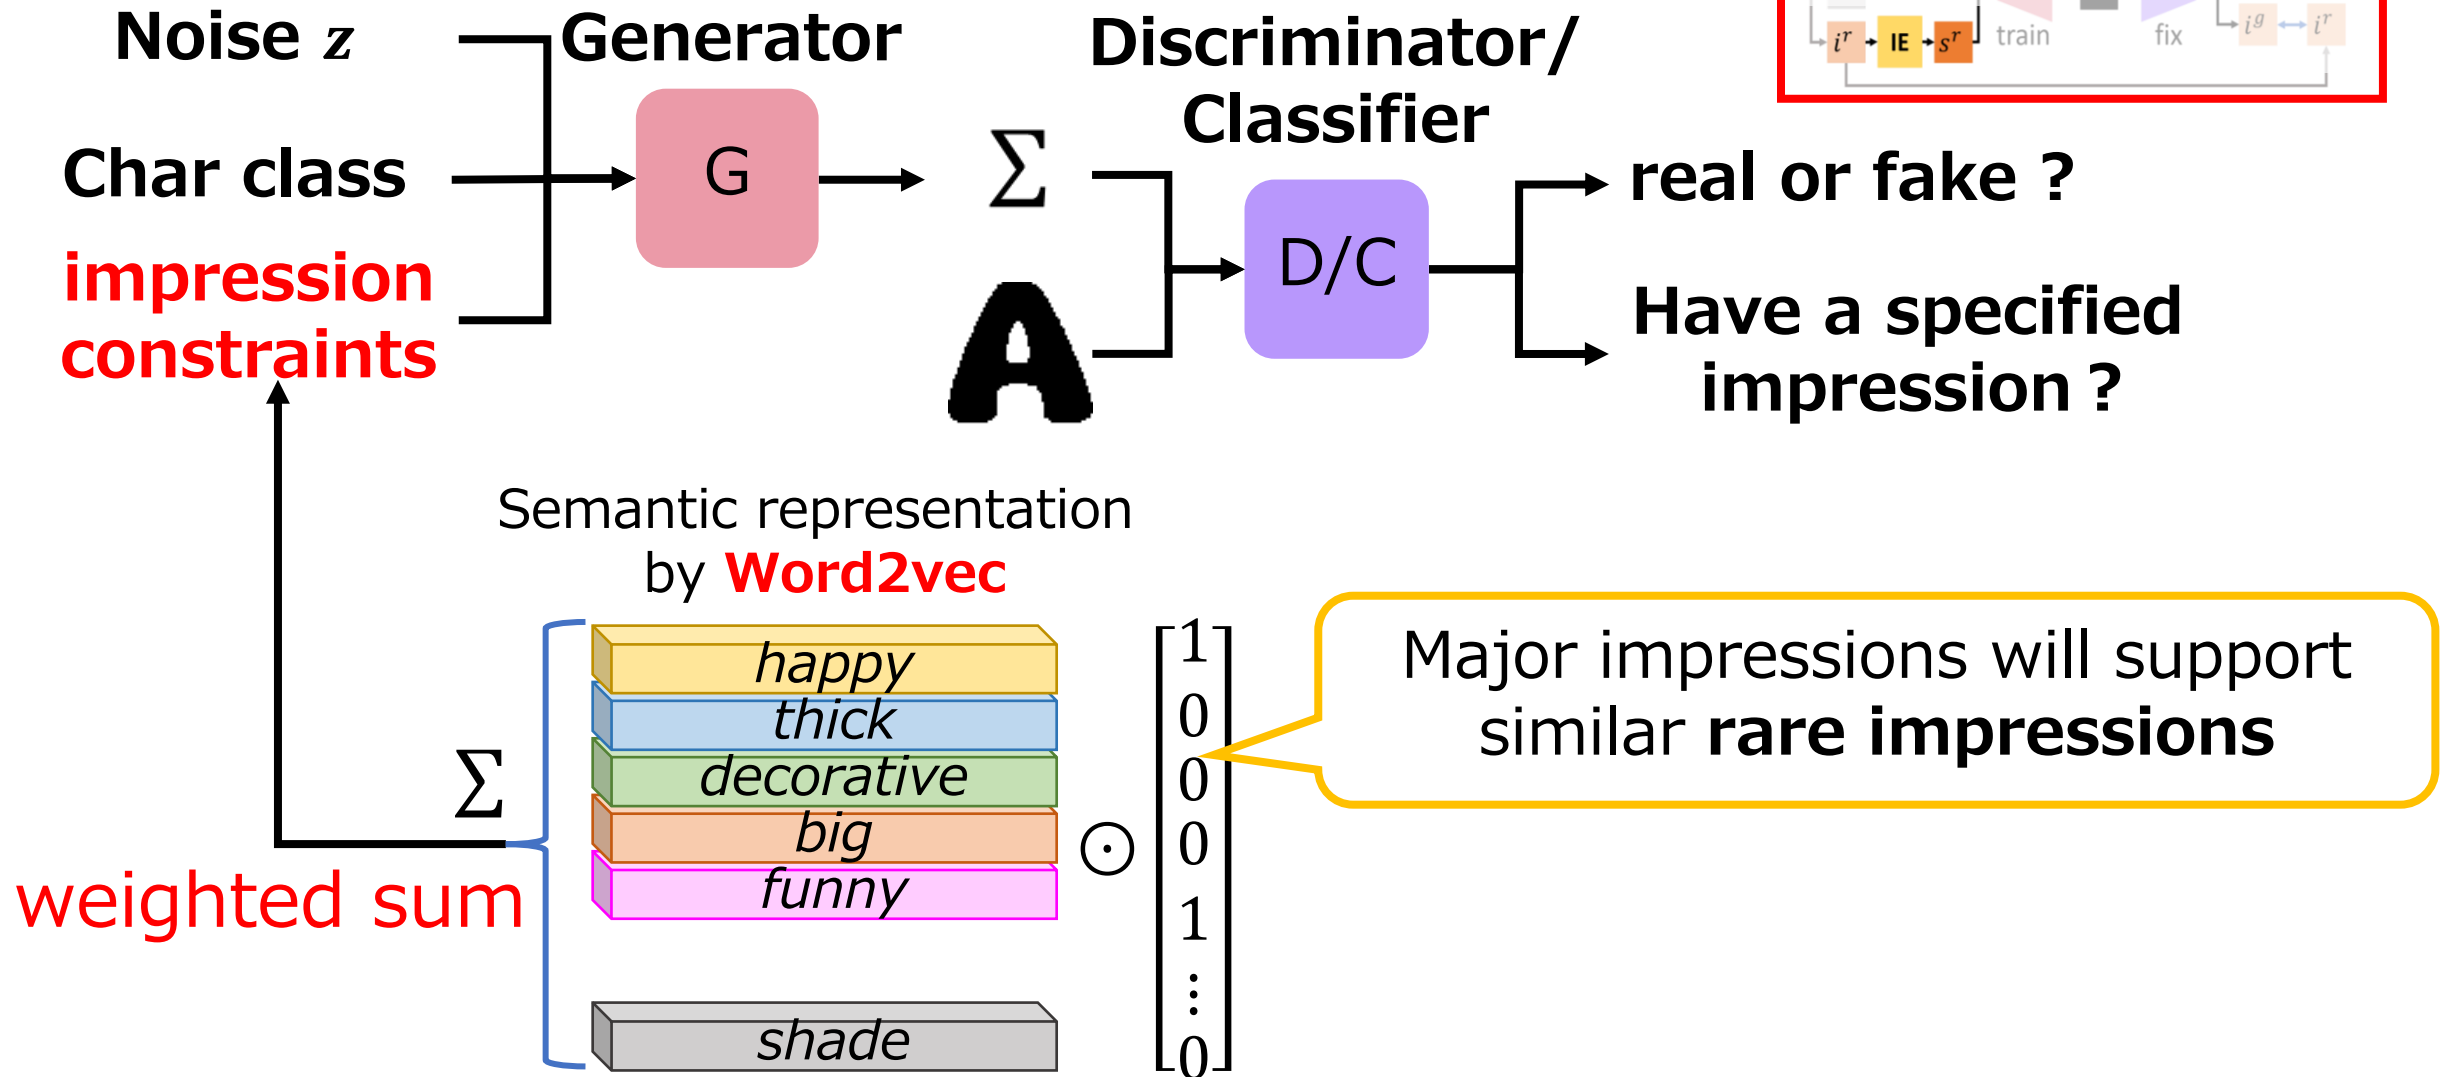 Noise z
Generator
Discriminator/
Classifier
i^r
IE
s^r
train
fix
i^g
i^r
Char class
G
Σ
real or fake ?
impression
constraints
A
D/C
Have a specified
impression ?
Semantic representation
by Word2vec
happy
thick
decorative
big
funny
shade
Σ
weighted sum
⊙
1
0
0
0
1
⋮
0
Major impressions will support
similar rare impressions